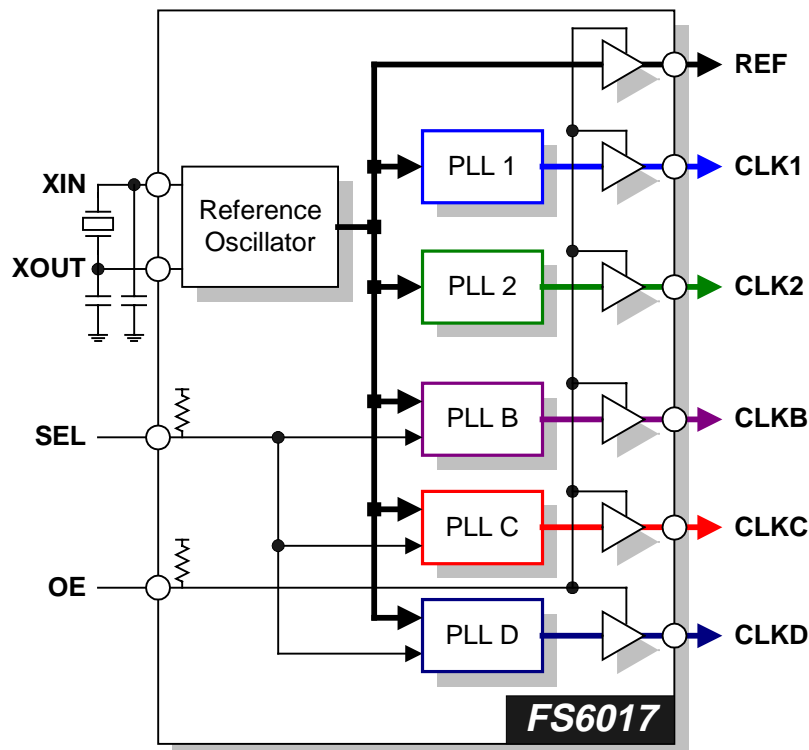 REF
PLL 1
CLK1
XIN
Reference
Oscillator
XOUT
PLL 2
CLK2
SEL
PLL B
CLKB
PLL C
CLKC
OE
PLL D
CLKD
FS6017